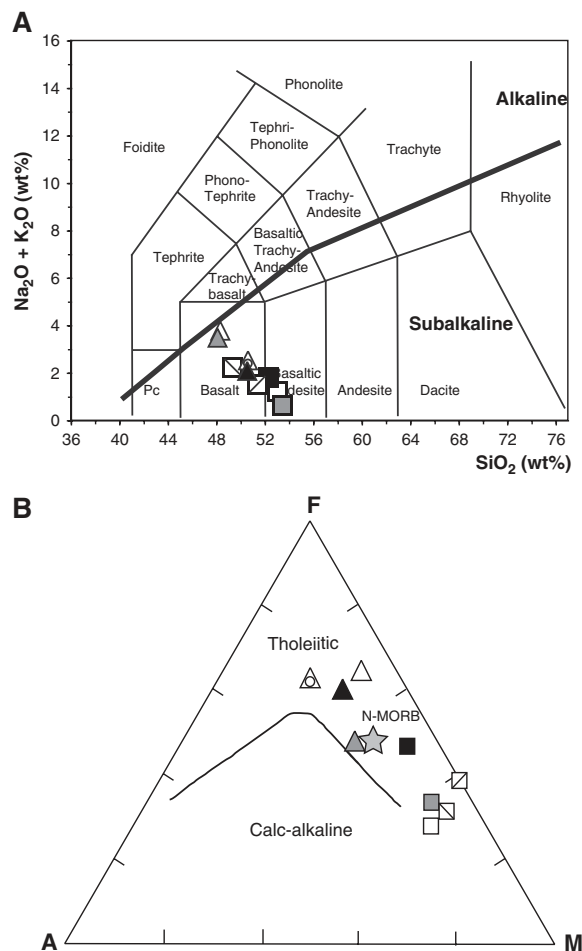 A
16
14
12
10
8
6
4
2
0
Na₂O + K₂O (wt%)
Phonolite
Alkaline
Foidite
Tephri-
Phonolite
Trachyte
Phono-
Tephrite
Trachy-
Andesite
Rhyolite
Basaltic
Trachy-
Andesite
Tephrite
Trachy-
basalt
Subalkaline
Basaltic
desite
Pc
Basalt
Andesite
Dacite
36 40 44 48 52 56 60 64 68 72 76
SiO₂ (wt%)
B
F
Tholeiitic
N-MORB
Calc-alkaline
A
M